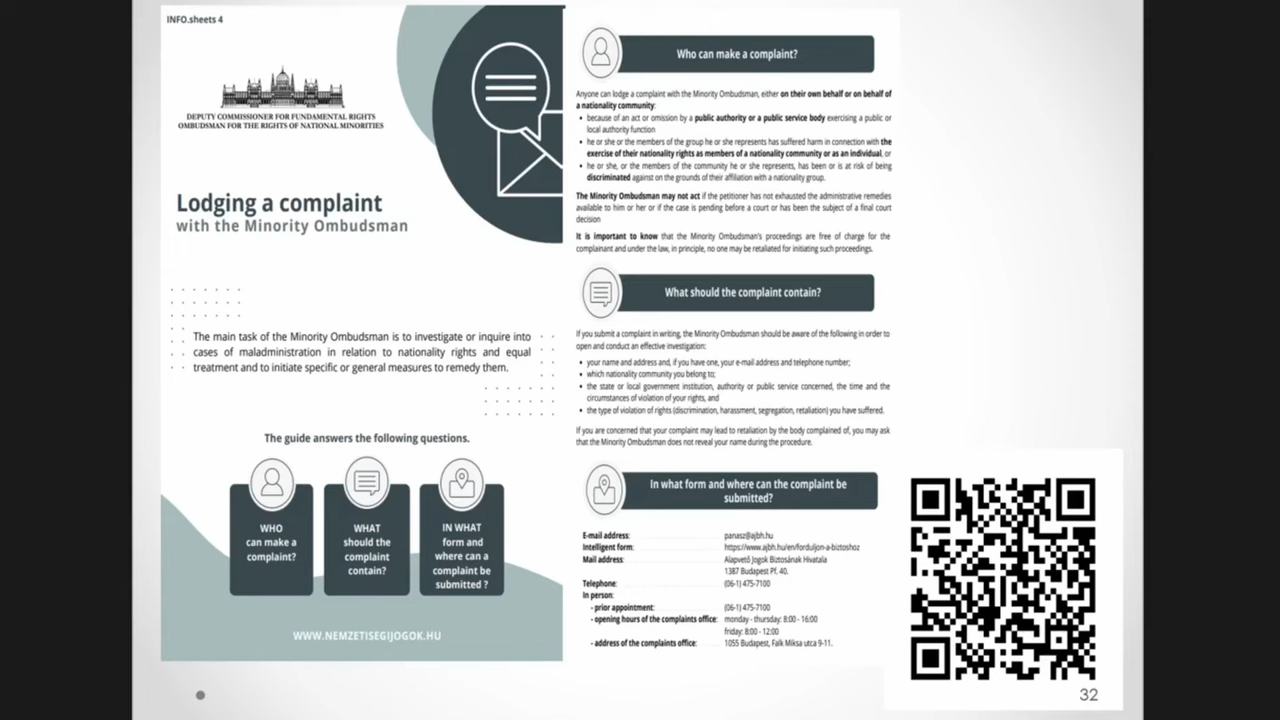 INFO.sheets 4
DEPUTY COMMISSIONER FOR FUNDAMENTAL RIGHTS
OMBUDSMAN FOR THE RIGHTS OF NATIONAL MINORITIES
Lodging a complaint
with the Minority Ombudsman
The main task of the Minority Ombudsman is to investigate or inquire into
cases of maladministration in relation to nationality rights and equal
treatment and to initiate specific or general measures to remedy them.
The guide answers the following questions.
WHO
can make a
complaint?
WHAT
should the
complaint
contain?
IN WHAT
form and
where can a
complaint be
submitted ?
WWW.NEMZETISEGIJOGOK.HU
Who can make a complaint?
Anyone can lodge a complaint with the Minority Ombudsman, either on their own behalf or on behalf of
a nationality community:
• because of an act or omission by a public authority or a public service body exercising a public or
local authority function
• he or she or the members of the group he or she represents has suffered harm in connection with the
exercise of their nationality rights as members of a nationality community or as an individual, or
• he or she, or the members of the community he or she represents, has been or is at risk of being
discriminated against on the grounds of their affiliation with a nationality group.
The Minority Ombudsman may not act if the petitioner has not exhausted the administrative remedies
available to him or her or if the case is pending before a court or has been the subject of a final court
decision
It is important to know that the Minority Ombudsman's proceedings are free of charge for the
complainant and under the law, in principle, no one may be retaliated for initiating such proceedings.
What should the complaint contain?
If you submit a complaint in writing, the Minority Ombudsman should be aware of the following in order to
open and conduct an effective investigation:
• your name and address and, if you have one, your e-mail address and telephone number;
• which nationality community you belong to;
• the state or local government institution, authority or public service concerned, the time and the
circumstances of violation of your rights, and
• the type of violation of rights (discrimination, harassment, segregation, retaliation) you have suffered.
If you are concerned that your complaint may lead to retaliation by the body complained of, you may ask
that the Minority Ombudsman does not reveal your name during the procedure.
In what form and where can the complaint be
submitted?
E-mail address: panasz@ajbh.hu
Intelligent form: https://www.ajbh.hu/en/forduljon-a-biztoshoz
Mail address: Alapvető Jogok Biztosának Hivatala
1387 Budapest Pf. 40.
Telephone: (06-1) 475-7100
In person:
- prior appointment: (06-1) 475-7100
- opening hours of the complaints office: monday - thursday: 8:00 - 16:00
friday: 8:00 - 12:00
- address of the complaints office: 1055 Budapest, Falk Miksa utca 9-11.
32